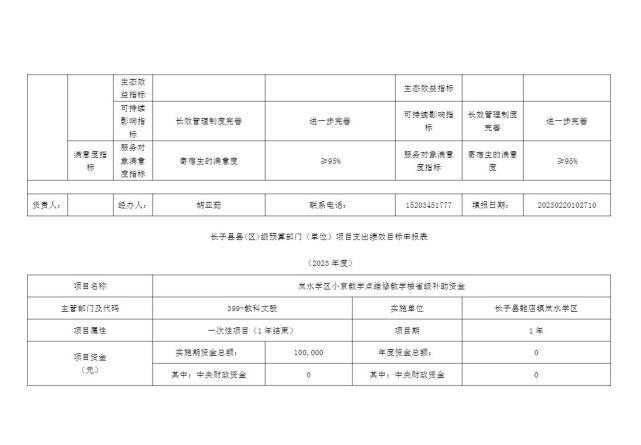 生态效益指标 生态效益指标
可持续影响指标 长效管理制度完善 进一步完善 可持续影响指标 长效管理制度完善 进一步完善
满意度指标 服务对象满意度指标 寄宿生的满意度 ≥95% 服务对象满意度指标 寄宿生的满意度 ≥95%
负责人： 经办人： 胡亚茹 联系电话： 15203451777 填报日期： 20230220102710
长子县县(区)级预算部门（单位）项目支出绩效目标申报表
（2023 年度）
项目名称 岚水学区小京教学点维修教学楼省级补助资金
主管部门及代码 399-教科文股 实施单位 长子县鲍店镇岚水学区
项目属性 一次性项目（1 年结束） 项目期 1 年
项目资金（元） 实施期资金总额： 100,000 年度资金总额： 0
其中：中央财政资金 0 其中：中央财政资金 0